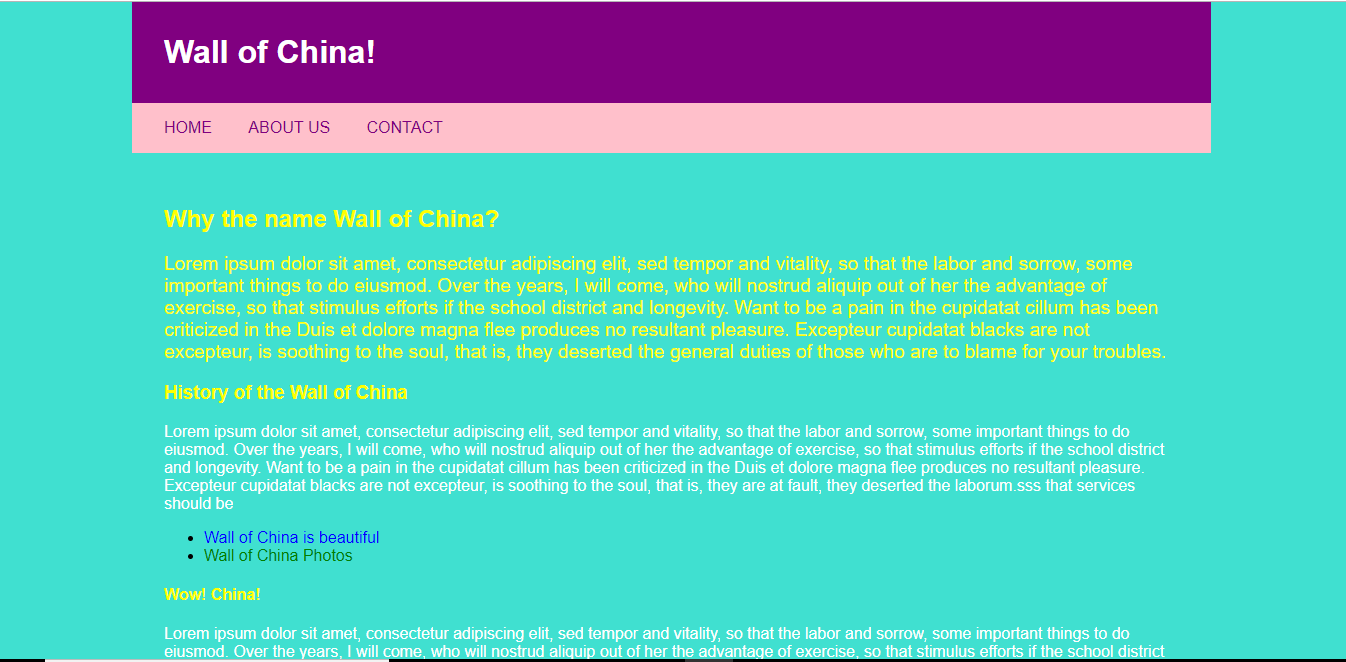 Wall of China!
HOME ABOUT US CONTACT
Why the name Wall of China?
Lorem ipsum dolor sit amet, consectetur adipiscing elit, sed tempor and vitality, so that the labor and sorrow, some
important things to do eiusmod. Over the years, I will come, who will nostrud aliquip out of her the advantage of
exercise, so that stimulus efforts if the school district and longevity. Want to be a pain in the cupidatat cillum has been
criticized in the Duis et dolore magna flee produces no resultant pleasure. Excepteur cupidatat blacks are not
excepteur, is soothing to the soul, that is, they deserted the general duties of those who are to blame for your troubles.
History of the Wall of China
Lorem ipsum dolor sit amet, consectetur adipiscing elit, sed tempor and vitality, so that the labor and sorrow, some important things to do
eiusmod. Over the years, I will come, who will nostrud aliquip out of her the advantage of exercise, so that stimulus efforts if the school district
and longevity. Want to be a pain in the cupidatat cillum has been criticized in the Duis et dolore magna flee produces no resultant pleasure.
Excepteur cupidatat blacks are not excepteur, is soothing to the soul, that is, they are at fault, they deserted the laborum.sss that services
should be
Wall of China is beautiful
Wall of China Photos
Wow! China!
Lorem ipsum dolor sit amet, consectetur adipiscing elit, sed tempor and vitality, so that the labor and sorrow, some important things to do
eiusmod. Over the years, I will come, who will nostrud aliquip out of her the advantage of exercise, so that stimulus efforts if the school district